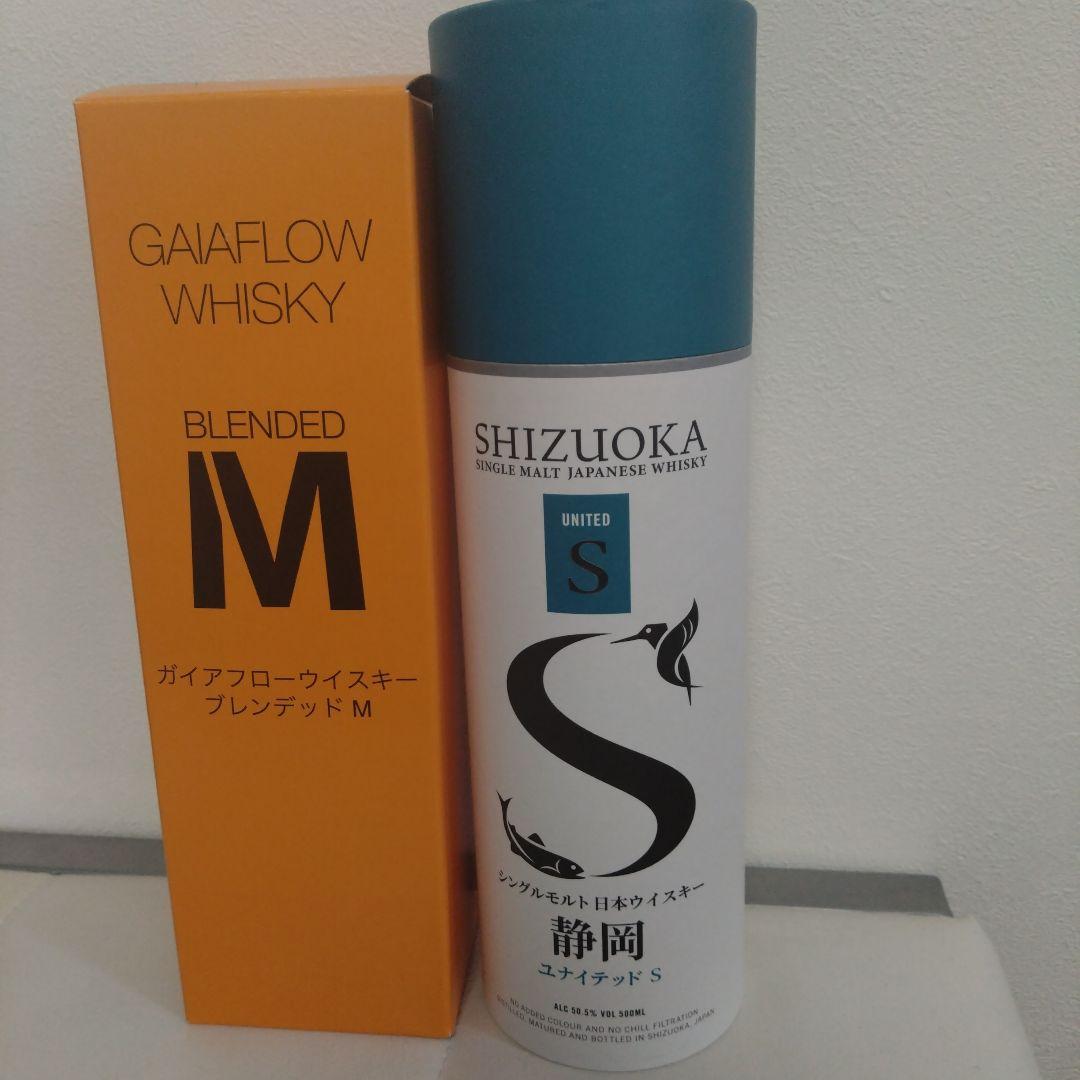 GAIAFLOW
WHISKY
BLENDED
M
ガイアフローウイスキー
ブレンデッド M
SHIZUOKA
SINGLE MALT JAPANESE WHISKY
UNITED
S
S
シングルモルト日本ウイスキー
静岡
ユナイテッド S
ALC 50.5% VOL 500ML
NO ADDED COLOUR AND NO CHILL FILTRATION
DISTILLED, MATURED AND BOTTLED IN SHIZUOKA, JAPAN